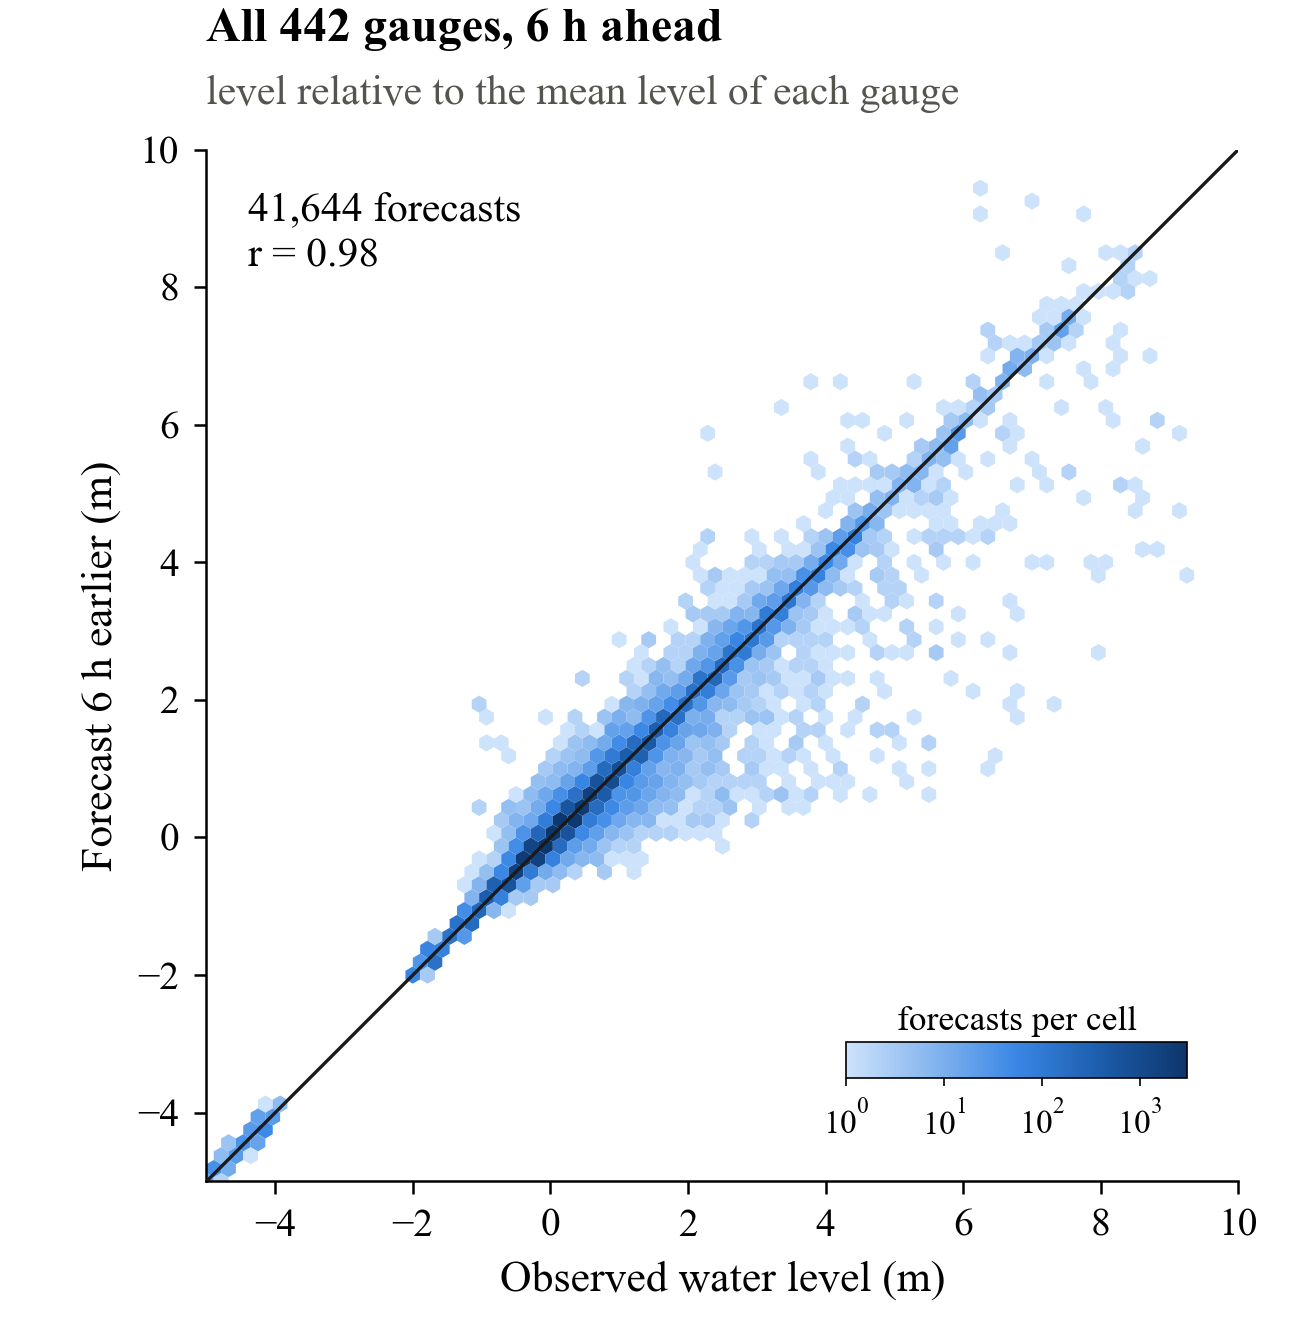 All 442 gauges, 6 h ahead
level relative to the mean level of each gauge
41,644 forecasts
r = 0.98
10
8
6
4
2
0
−2
−4
Forecast 6 h earlier (m)
forecasts per cell
10⁰ 10¹ 10² 10³
−4 −2 0 2 4 6 8 10
Observed water level (m)